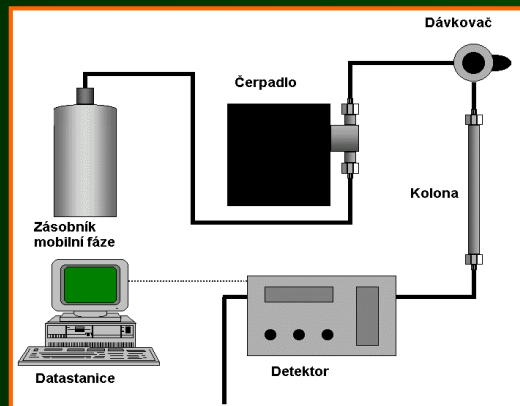 Dávkovač
Čerpadlo
Kolona
Zásobník
mobilní fáze
Datastanice
Detektor